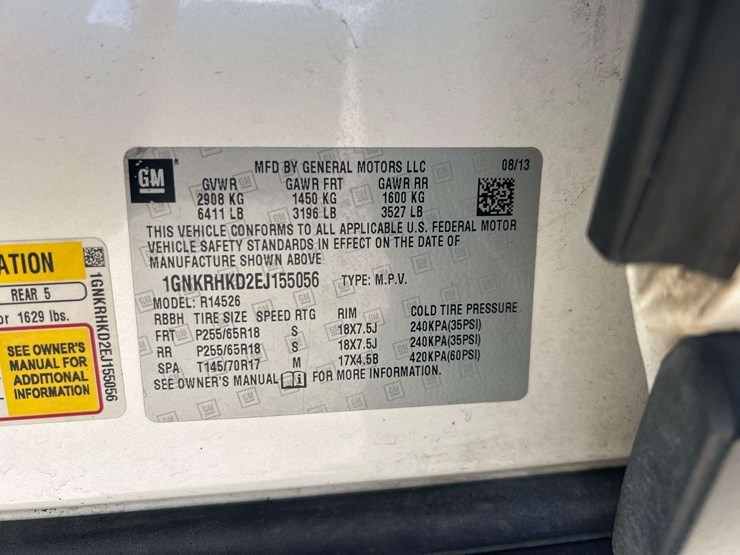 GM
MFD BY GENERAL MOTORS LLC 08/13
GVWR GAWR FRT GAWR RR
2908 KG 1450 KG 1600 KG
6411 LB 3196 LB 3527 LB
THIS VEHICLE CONFORMS TO ALL APPLICABLE U.S. FEDERAL MOTOR
VEHICLE SAFETY STANDARDS IN EFFECT ON THE DATE OF
MANUFACTURE SHOWN ABOVE
1GNKRHKD2EJ155056 TYPE: M.P.V.
MODEL: R14526
RBBH TIRE SIZE SPEED RTG RIM COLD TIRE PRESSURE
FRT P255/65R18 S 18X7.5J 240KPA(35PSI)
RR P255/65R18 S 18X7.5J 240KPA(35PSI)
SPA T145/70R17 M 17X4.5B 420KPA(60PSI)
SEE OWNER'S MANUAL FOR MORE INFORMATION.
ATION
REAR 5
or 1629 lbs.
SEE OWNER'S
MANUAL FOR
ADDITIONAL
INFORMATION
1GNKRHKD2EJ155056